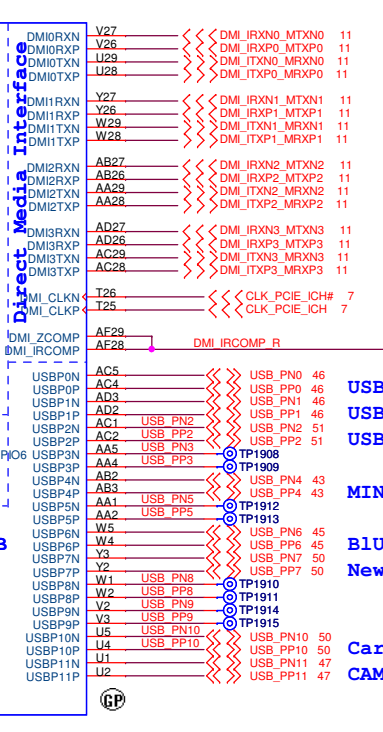 DMI0RXN V27 DMI_IRXN0_MTXN0 11
DMI0RXP V26 DMI_IRXP0_MTXP0 11
DMI0TXN U29 DMI_ITXN0_MRXN0 11
DMI0TXP U28 DMI_ITXP0_MRXP0 11
DMI1RXN Y27 DMI_IRXN1_MTXN1 11
DMI1RXP Y26 DMI_IRXP1_MTXP1 11
DMI1TXN W29 DMI_ITXN1_MRXN1 11
DMI1TXP W28 DMI_ITXP1_MRXP1 11
DMI2RXN AB27 DMI_IRXN2_MTXN2 11
DMI2RXP AB26 DMI_IRXP2_MTXP2 11
DMI2TXN AA29 DMI_ITXN2_MRXN2 11
DMI2TXP AA28 DMI_ITXP2_MRXP2 11
DMI3RXN AD27 DMI_IRXN3_MTXN3 11
DMI3RXP AD26 DMI_IRXP3_MTXP3 11
DMI3TXN AC29 DMI_ITXN3_MRXN3 11
DMI3TXP AC28 DMI_ITXP3_MRXP3 11
Direct Media Interface
DMI_CLKN T26 CLK_PCIE_ICH# 7
DMI_CLKP T25 CLK_PCIE_ICH 7
DMI_ZCOMP AF29
DMI_IRCOMP AF28 DMI_IRCOMP_R
USBP0N AC5 USB_PN0 46
USBP0P AC4 USB_PP0 46 USB
USBP1N AD3 USB_PN1 46
USBP1P AD2 USB_PP1 46 USB
USBP2N AC1 USB_PN2 USB_PN2 51
USBP2P AC2 USB_PP2 USB_PP2 51 USB
PIO6 USBP3N AA5 USB_PN3 TP1908
USBP3P AA4 USB_PP3 TP1909
USBP4N AB2 USB_PN4 43
USBP4P AB3 USB_PP4 43 MIN
USBP5N AA1 USB_PN5 TP1912
USBP5P AA2 USB_PP5 TP1913
USBP6N W5 USB_PN6 45
USBP6P W4 USB_PP6 45 BlU
USBP7N Y3 USB_PN7 50
USBP7P Y2 USB_PP7 50 New
USBP8N W1 USB_PN8 TP1910
USBP8P W2 USB_PP8 TP1911
USBP9N V2 USB_PN9 TP1914
USBP9P V3 USB_PP9 TP1915
USBP10N U5 USB_PN10 USB_PN10 50
USBP10P U4 USB_PP10 USB_PP10 50 Car
USBP11N U1 USB_PN11 47
USBP11P U2 USB_PP11 47 CAM
GP